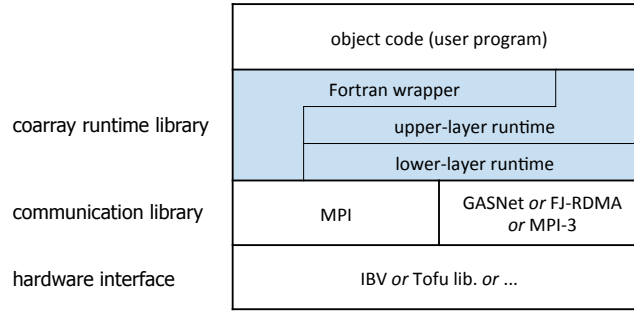 object code (user program)
Fortran wrapper
coarray runtime library
upper-layer runtime
lower-layer runtime
communication library
MPI
GASNet or FJ-RDMA
or MPI-3
hardware interface
IBV or Tofu lib. or ...